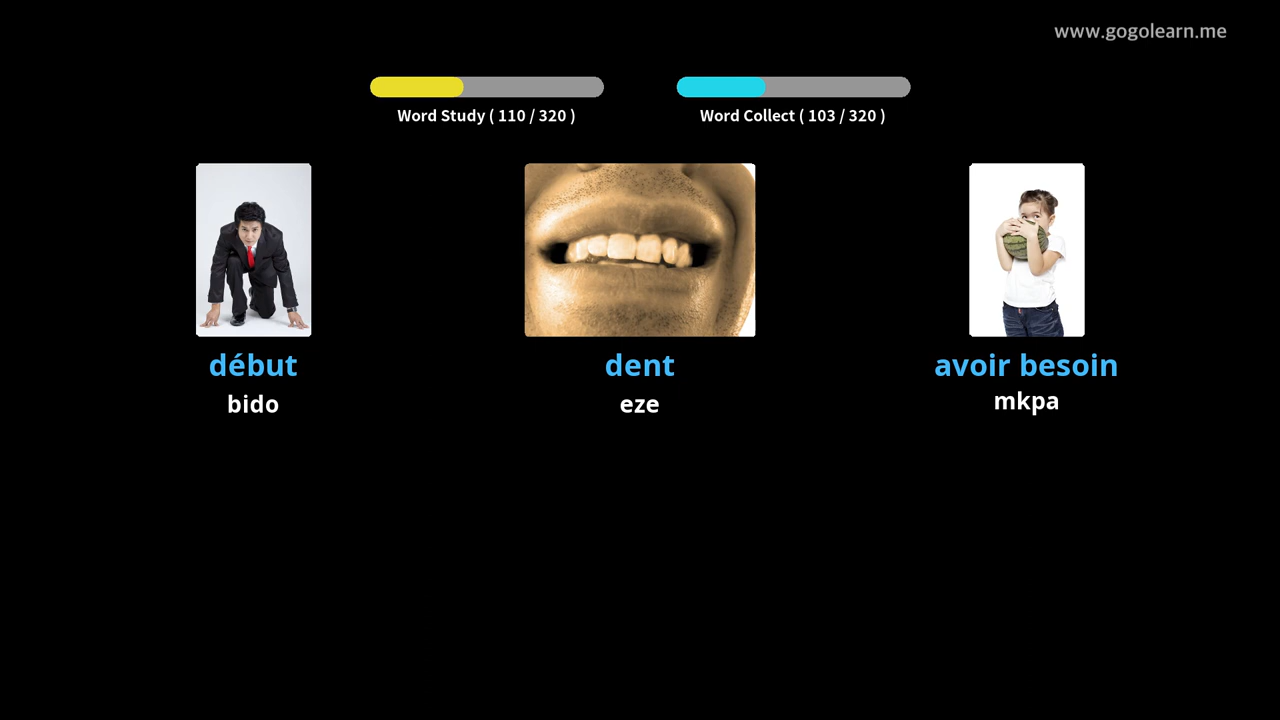 www.gogolearn.me
Word Study ( 110 / 320 )
Word Collect ( 103 / 320 )
début
dent
avoir besoin
bido
eze
mkpa